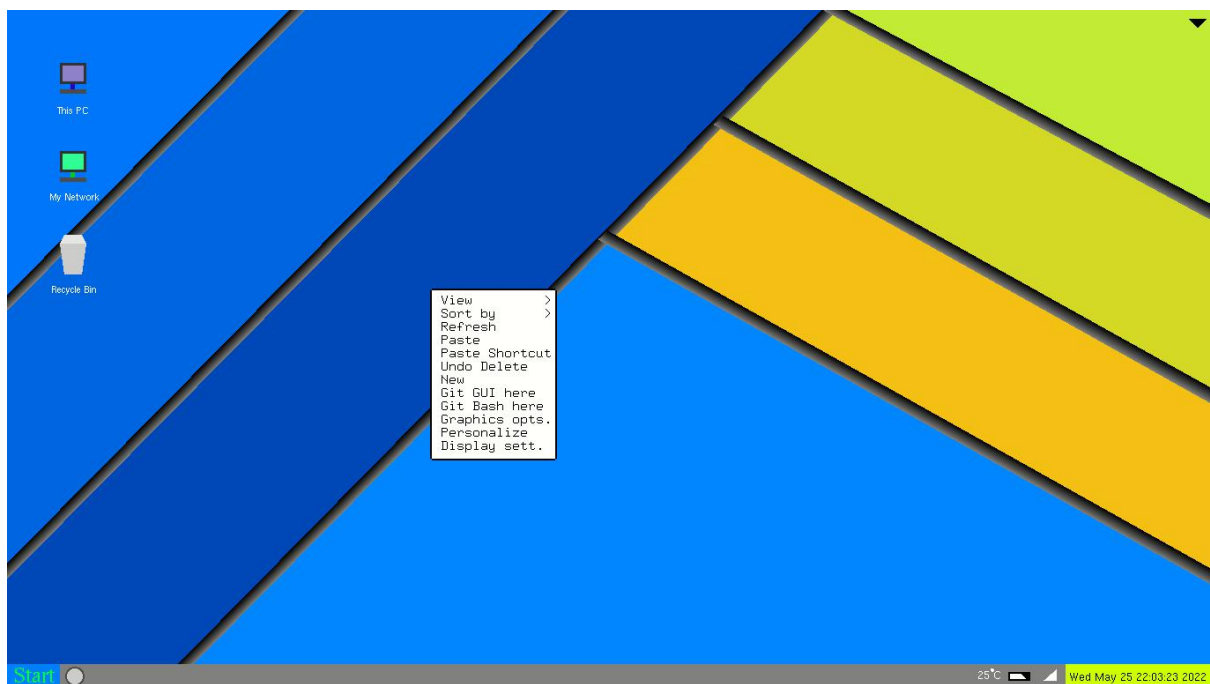 This PC
My Network
Recycle Bin
View >
Sort by >
Refresh
Paste
Paste Shortcut
Undo Delete
New
Git GUI here
Git Bash here
Graphics opts.
Personalize
Display sett.
Start
25°C
Wed May 25 22:03:23 2022